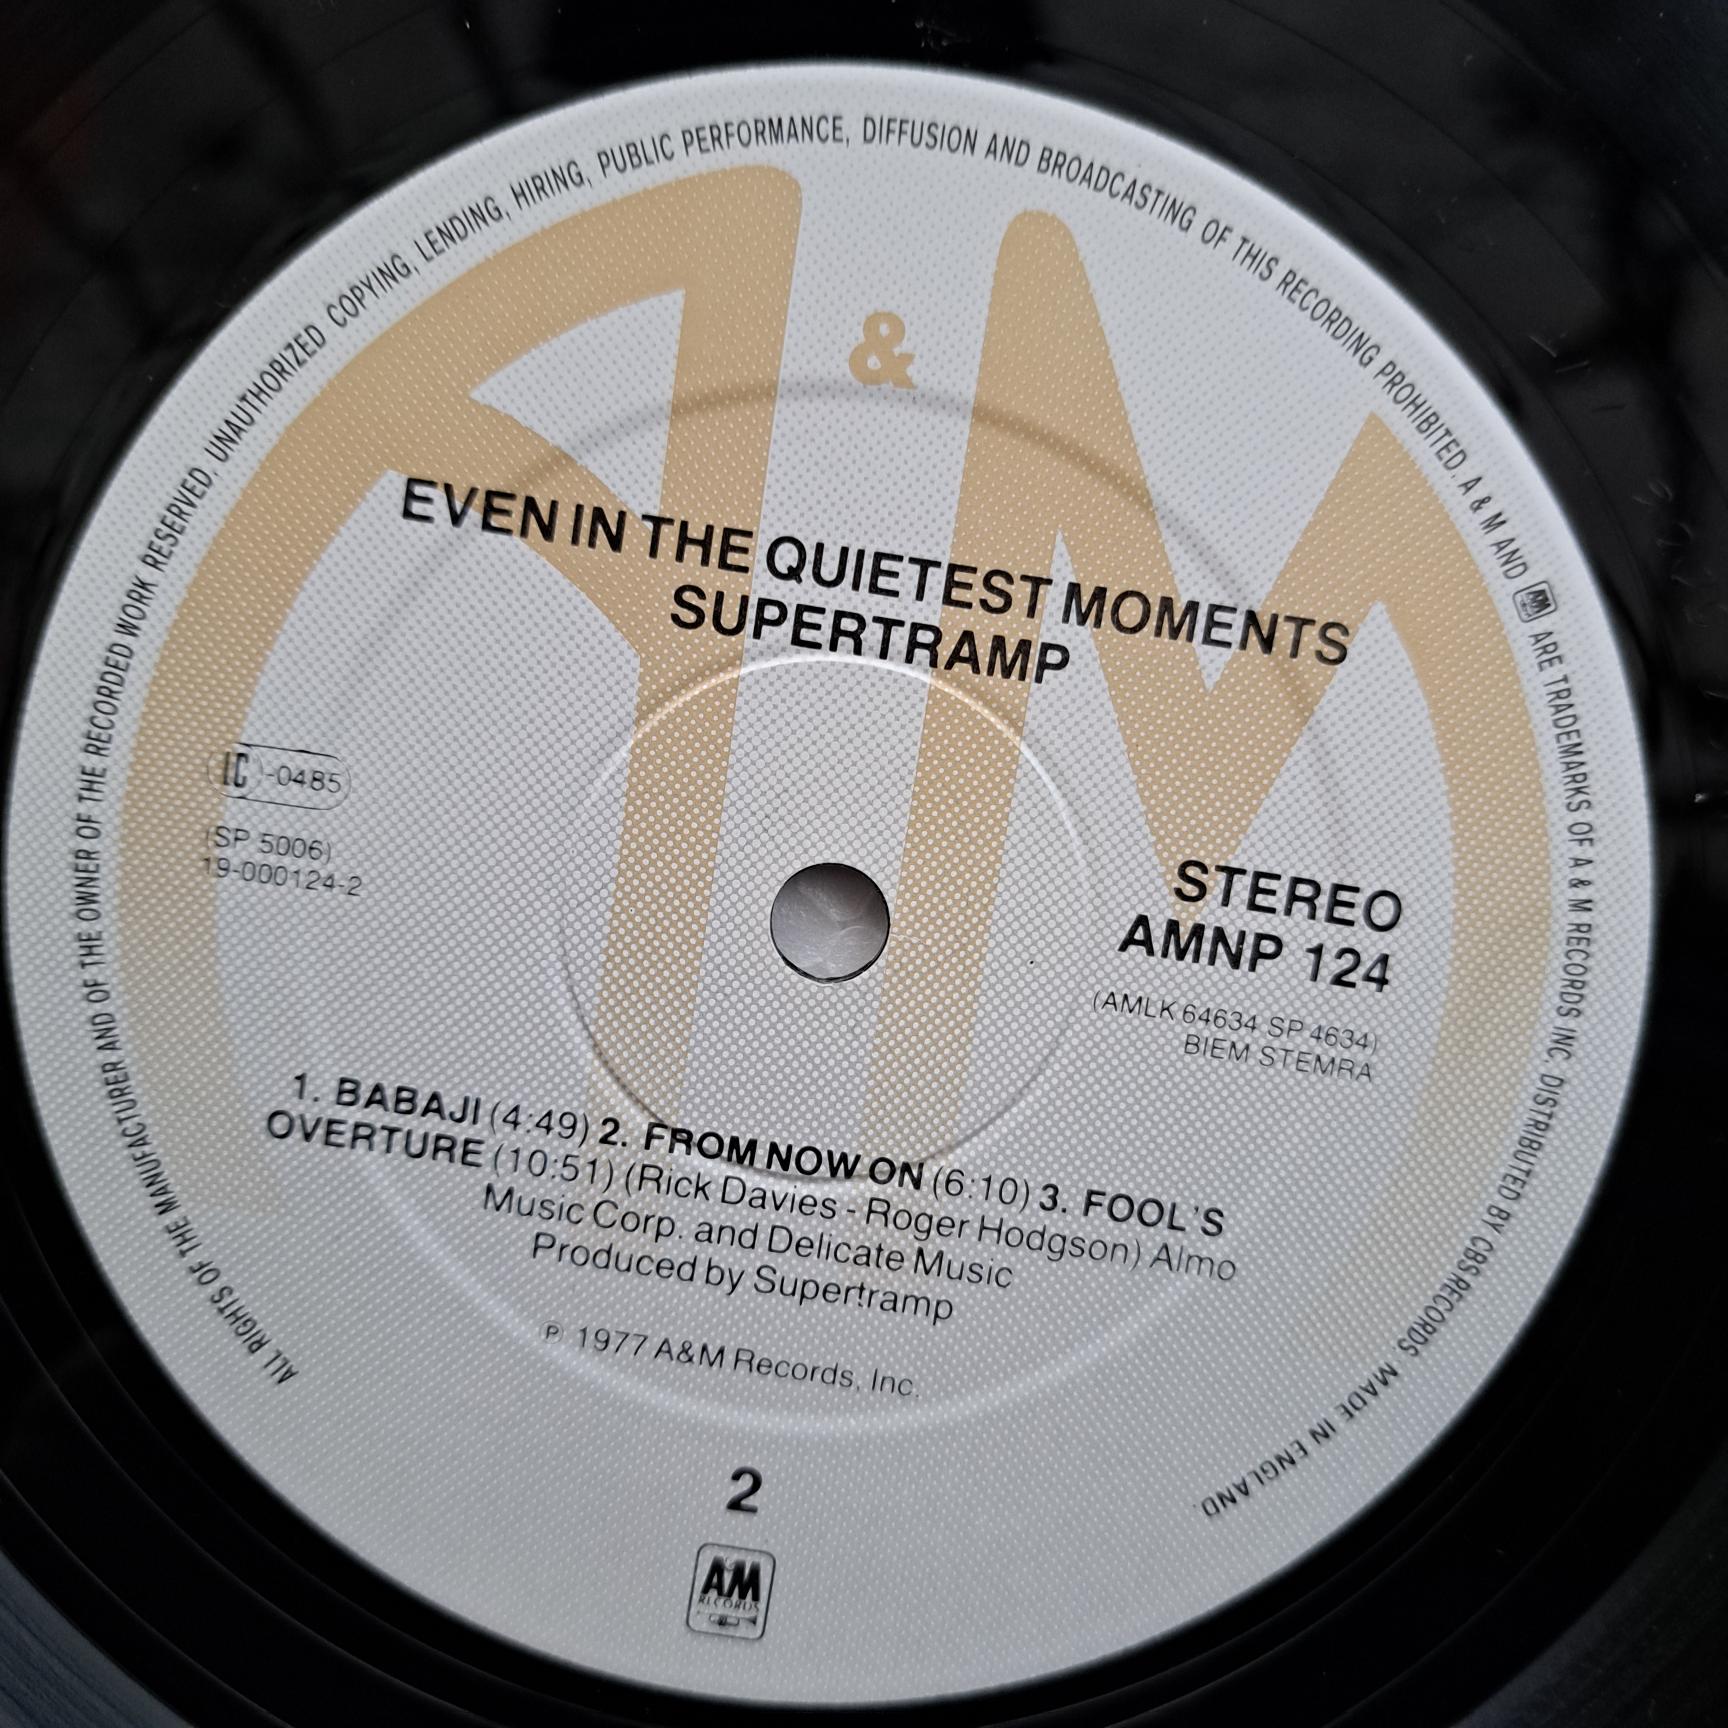 ALL RIGHTS OF THE MANUFACTURER AND OF THE OWNER OF THE RECORDED WORK RESERVED. UNAUTHORIZED COPYING, LENDING, HIRING, PUBLIC PERFORMANCE, DIFFUSION AND BROADCASTING OF THIS RECORDING PROHIBITED. A & M AND AM ARE TRADEMARKS OF A & M RECORDS INC. DISTRIBUTED BY CBS RECORDS. MADE IN ENGLAND.
A&M
EVEN IN THE QUIETEST MOMENTS
SUPERTRAMP
LC-0485
(SP 5006)
19-000124-2
STEREO
AMNP 124
(AMLK 64634 SP 4634)
BIEM STEMRA
1. BABAJI (4:49) 2. FROM NOW ON (6:10) 3. FOOL'S
OVERTURE (10:51) (Rick Davies - Roger Hodgson) Almo
Music Corp. and Delicate Music
Produced by Supertramp
℗ 1977 A&M Records, Inc.
2
AM
RECORDS